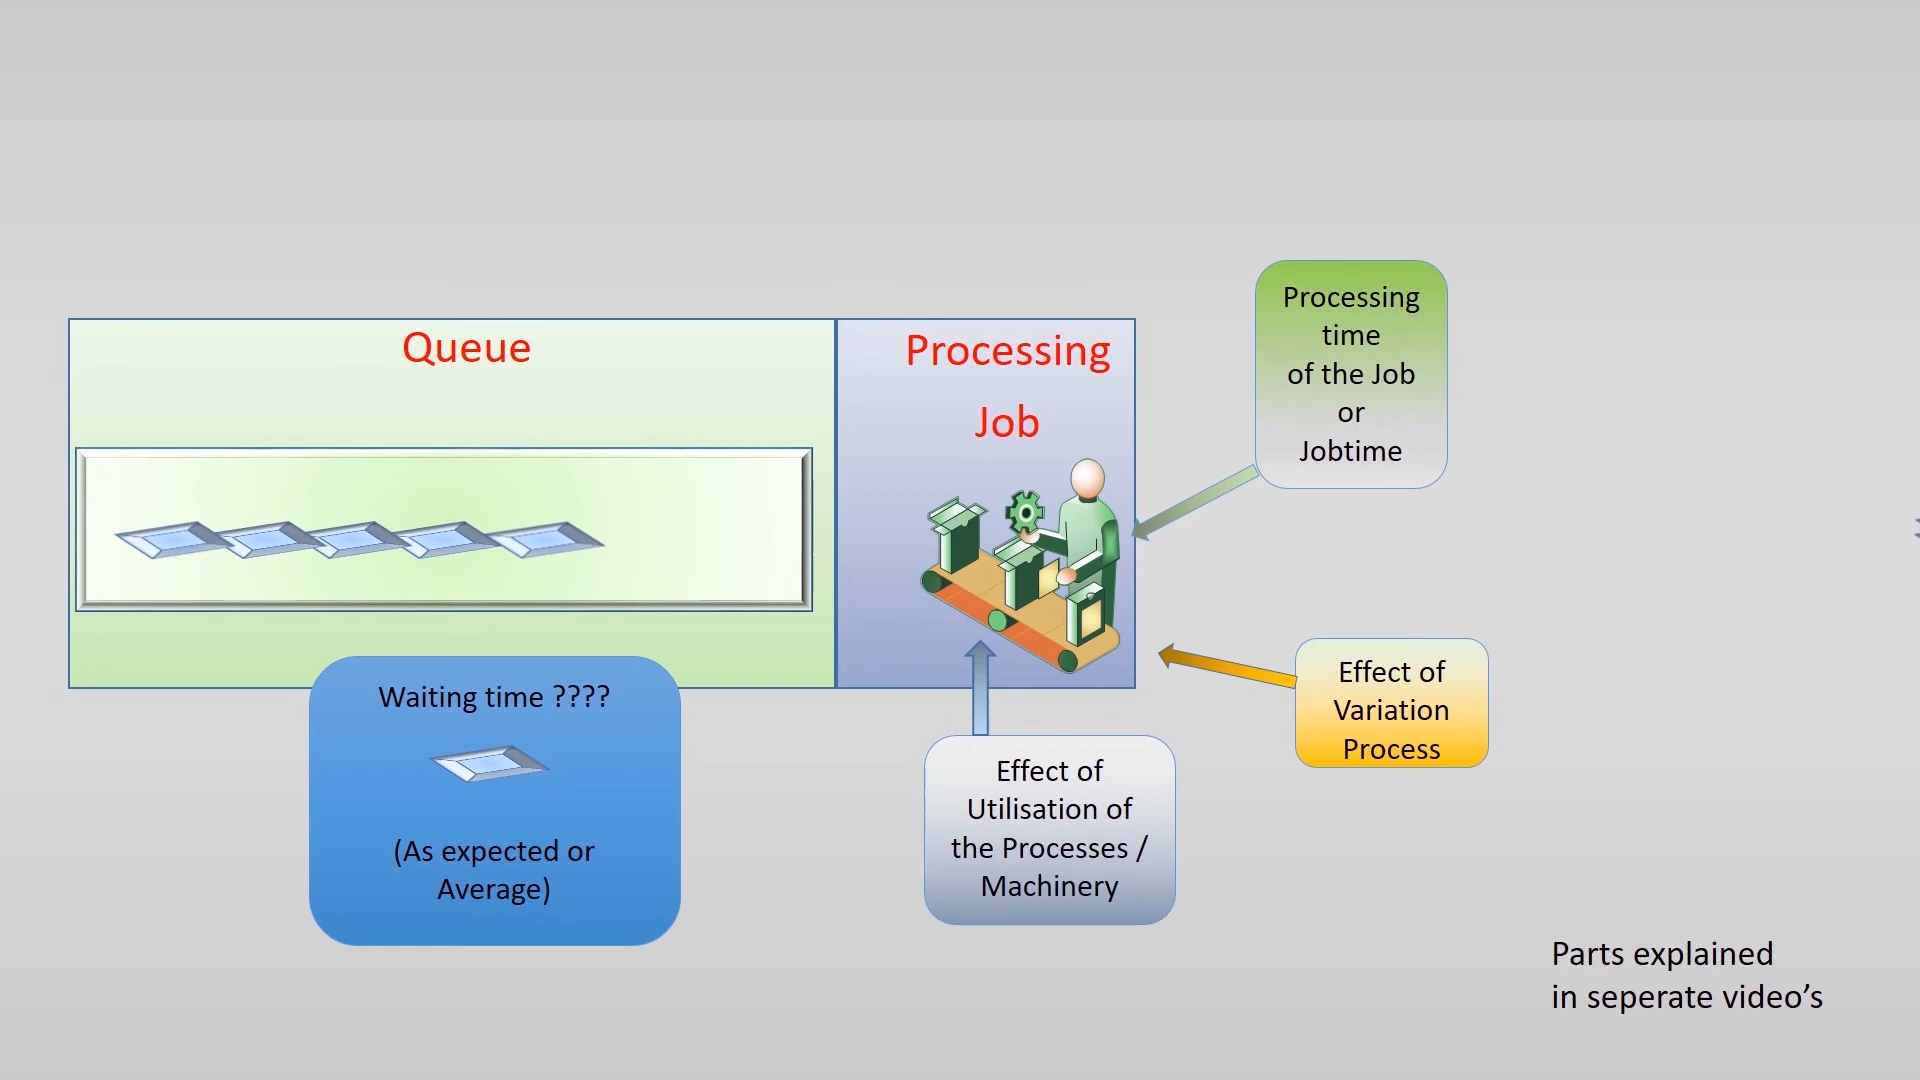 Queue
Processing
Job
Processing
time
of the Job
or
Jobtime
Waiting time ????
(As expected or
Average)
Effect of
Utilisation of
the Processes /
Machinery
Effect of
Variation
Process
Parts explained
in seperate video’s